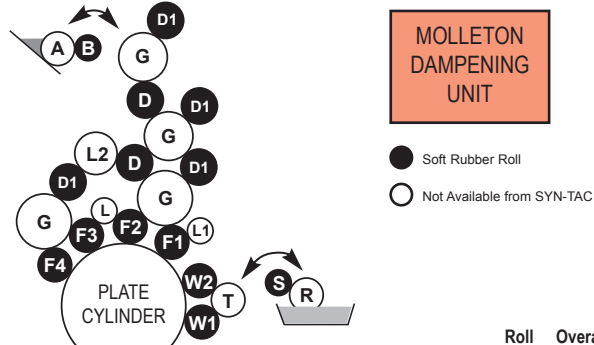 D1
A B
G
MOLLETON
DAMPENING
UNIT
D
D1
G
L2
D
D1
D1
Soft Rubber Roll
Not Available from SYN-TAC
G
L
G
F3
F2
F1
L1
F4
W2
S
R
T
PLATE
CYLINDER
W1
Roll Overa